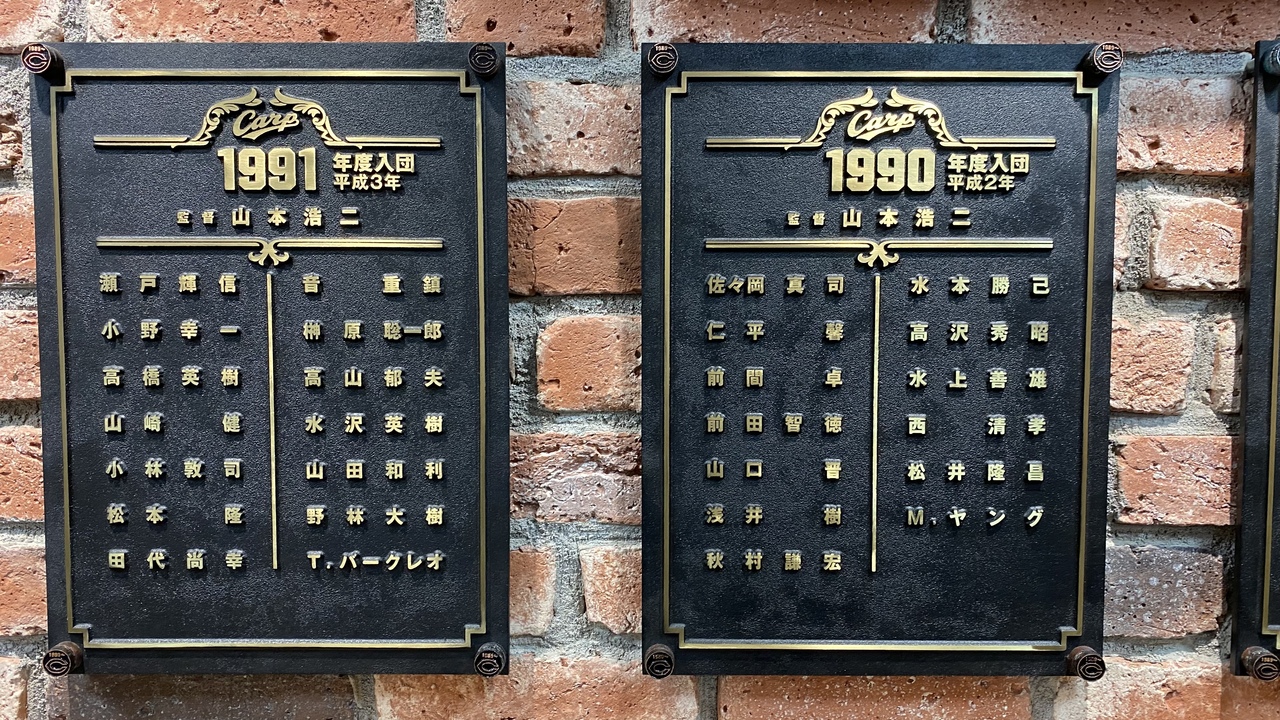 Carp
1991 年度入団
平成3年
監督 山本浩二
瀬戸輝信
小野幸一
高橋英樹
山崎 健
小林敦司
松本 隆
田代尚幸
音 重鎮
榊原聡一郎
高山郁夫
水沢英樹
山田和利
野林大樹
T.バークレオ
Carp
1990 年度入団
平成2年
監督 山本浩二
佐々岡真司
仁平 馨
前間 卓
前田智徳
山口 晋
浅井 樹
秋村謙宏
水本勝己
高沢秀昭
水上善雄
西 清孝
松井隆昌
M.ヤング